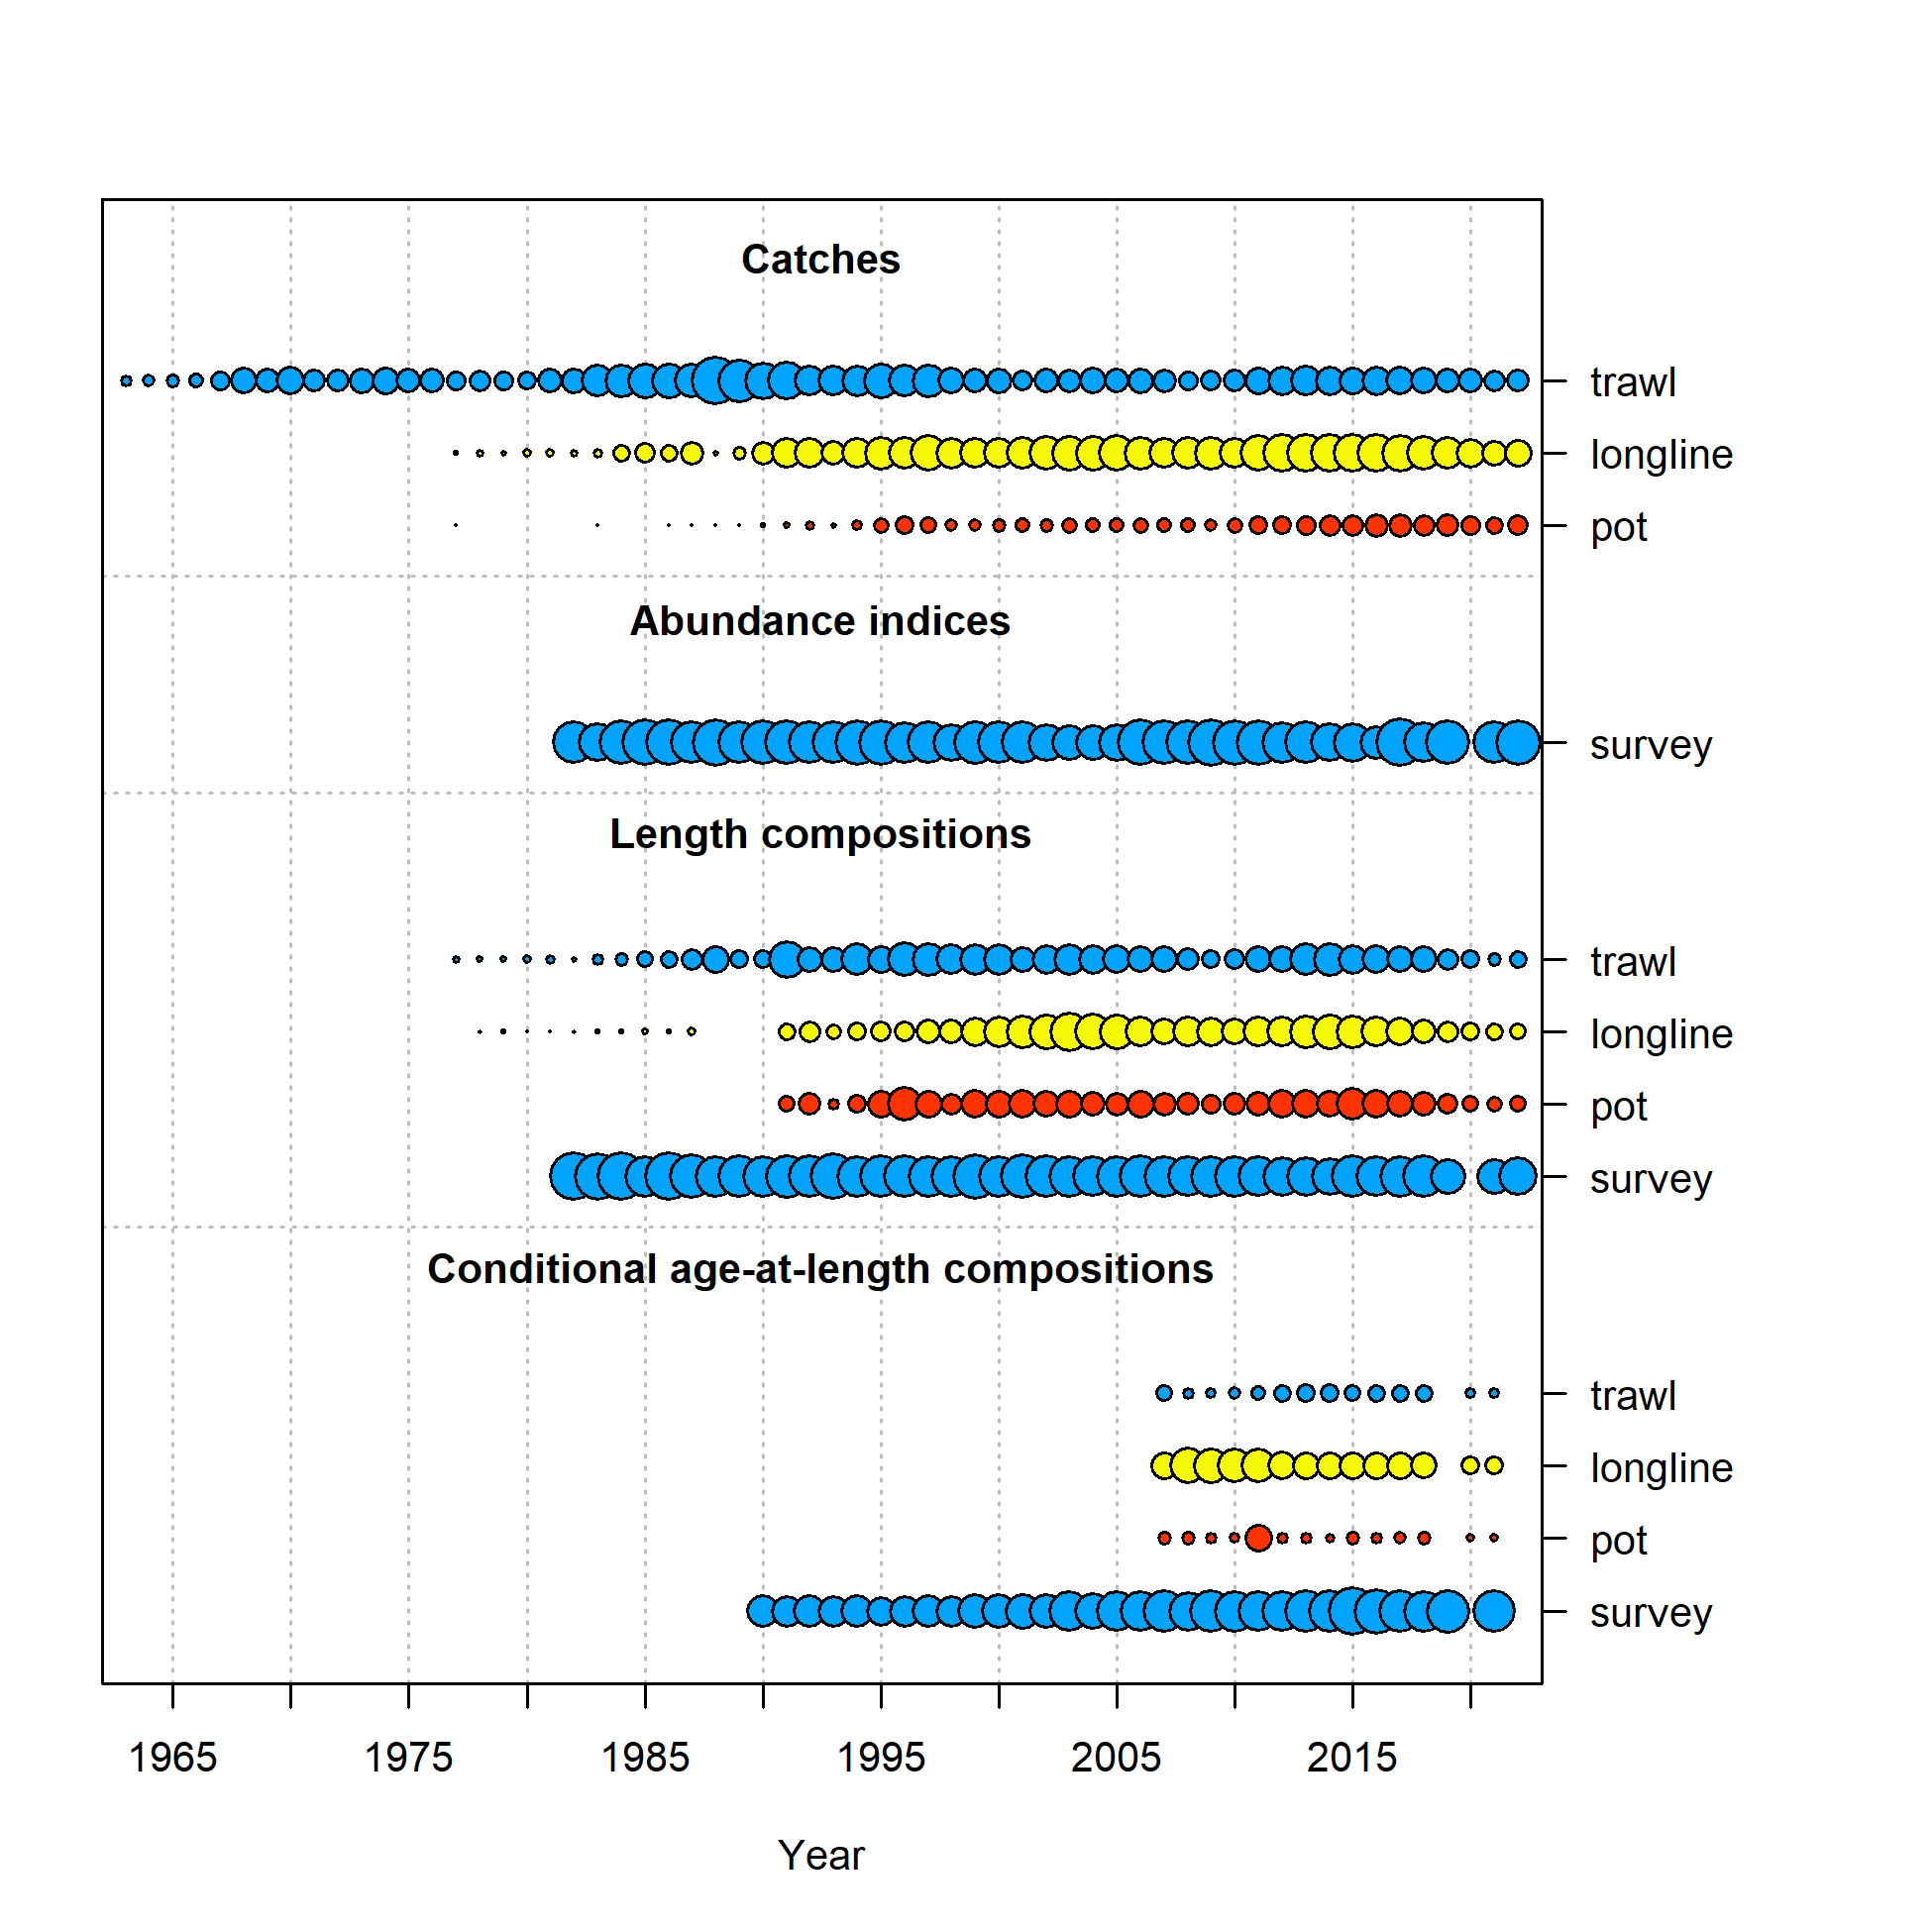 Catches
trawl
longline
pot
Abundance indices
survey
Length compositions
trawl
longline
pot
survey
Conditional age-at-length compositions
trawl
longline
pot
survey
1965 1975 1985 1995 2005 2015
Year